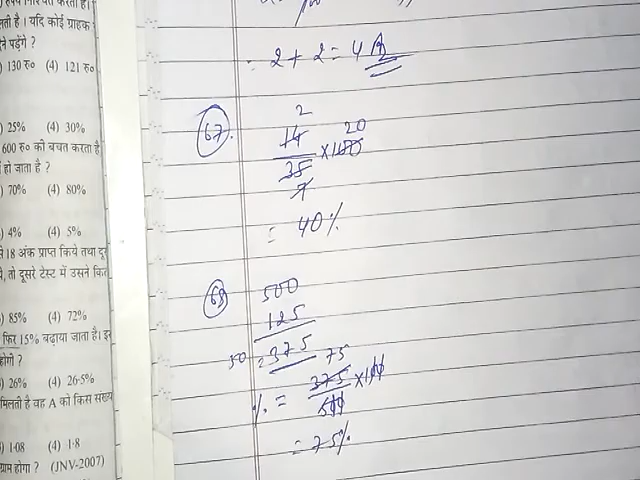 लती है। यदि कोई ग्राहक
ने पड़ेंगे ?
) 130 रु० (4) 121 रु०
) 25% (4) 30%
600 रु० की बचत करता है
हो जाता है ?
) 70% (4) 80%
) 4% (4) 5%
18 अंक प्राप्त किये तथा
, तो दूसरे टेस्ट में उसने
) 85% (4) 72%
फिर 15% बढ़ाया जाता है।
होगी ?
) 26% (4) 26·5%
मिलती है वह A को किस
) 1·08 (4) 1·8
ग्राम होगा ? (JNV-2007)
2 + 2 = 4
67.
2
14 20
35 × 100
7
= 40%
68
500
125
375
75
% = 375 × 100
500
= 75%